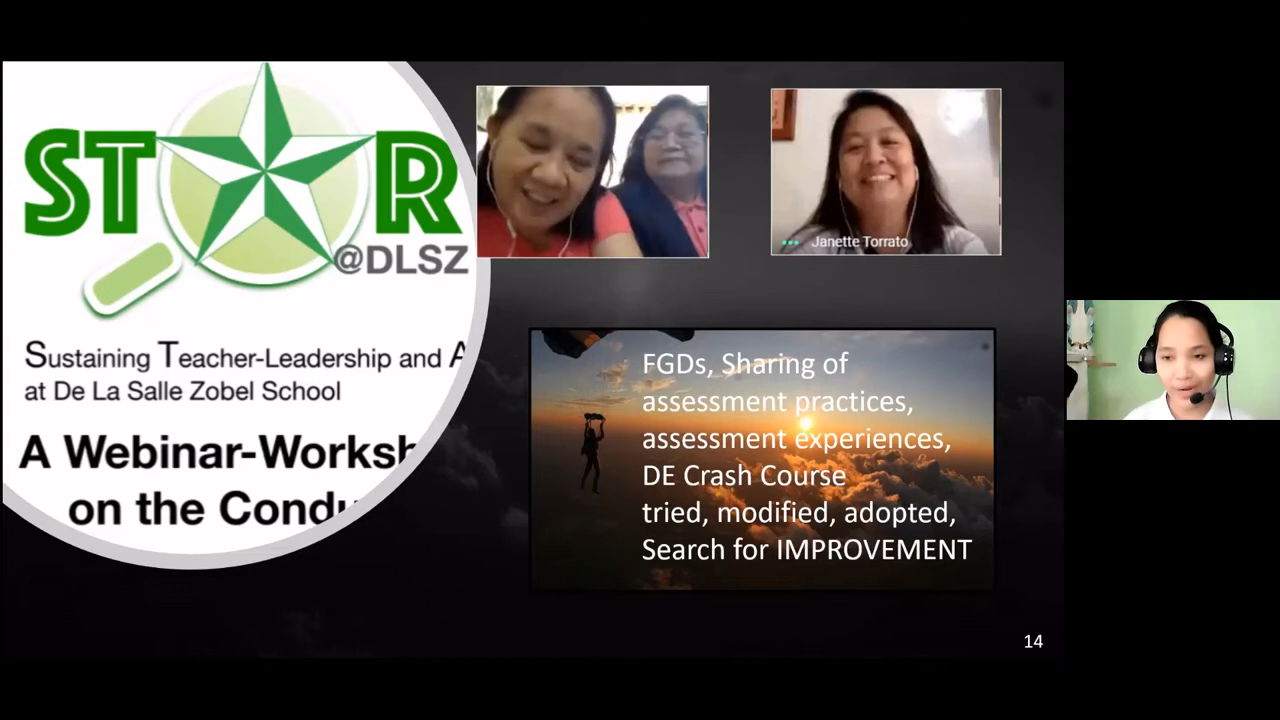 STAR
@DLSZ
Sustaining Teacher-Leadership and
at De La Salle Zobel School
A Webinar-Worksh
on the Condu
Janette Torrato
FGDs, Sharing of
assessment practices,
assessment experiences,
DE Crash Course
tried, modified, adopted,
Search for IMPROVEMENT
14